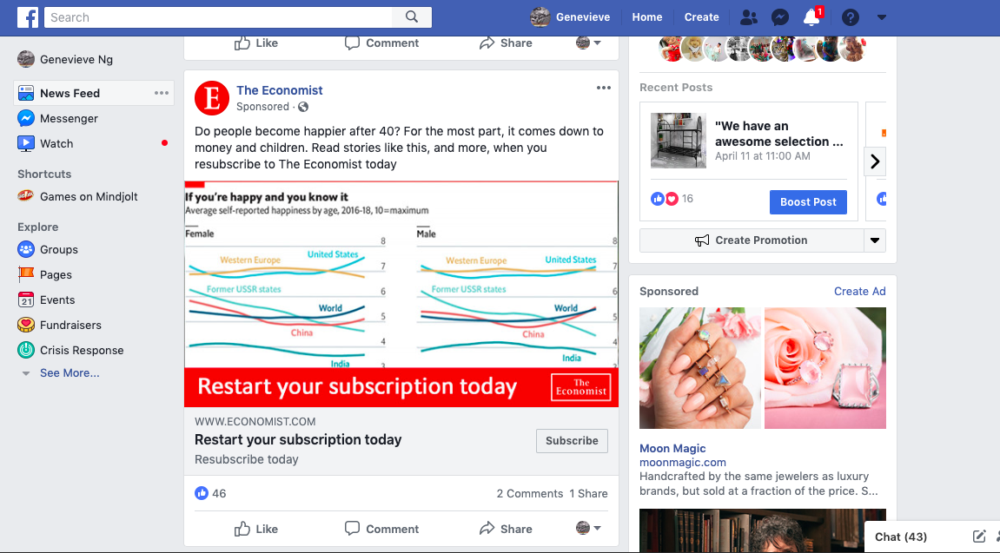 Search
Genevieve
Home
Create
1
Genevieve Ng
News Feed
Messenger
Watch
Shortcuts
Games on Mindjolt
Explore
Groups
Pages
21
Events
Fundraisers
Crisis Response
See More...
Like
Comment
Share
E
The Economist
Sponsored ·
Do people become happier after 40? For the most part, it comes down to
money and children. Read stories like this, and more, when you
resubscribe to The Economist today
If you're happy and you know it
Average self-reported happiness by age, 2016-18, 10=maximum
Female
8
Western Europe
United States
7
Former USSR states
6
World
5
China
4
India
3
Male
8
Western Europe
United States
7
Former USSR states
6
World
5
China
4
India
3
Restart your subscription today
The
Economist
WWW.ECONOMIST.COM
Restart your subscription today
Resubscribe today
Subscribe
46
2 Comments 1 Share
Like
Comment
Share
Recent Posts
"We have an
awesome selection ...
April 11 at 11:00 AM
16
Boost Post
Create Promotion
Sponsored
Create Ad
Moon Magic
moonmagic.com
Handcrafted by the same jewelers as luxury
brands, but sold at a fraction of the price. S...
Chat (43)